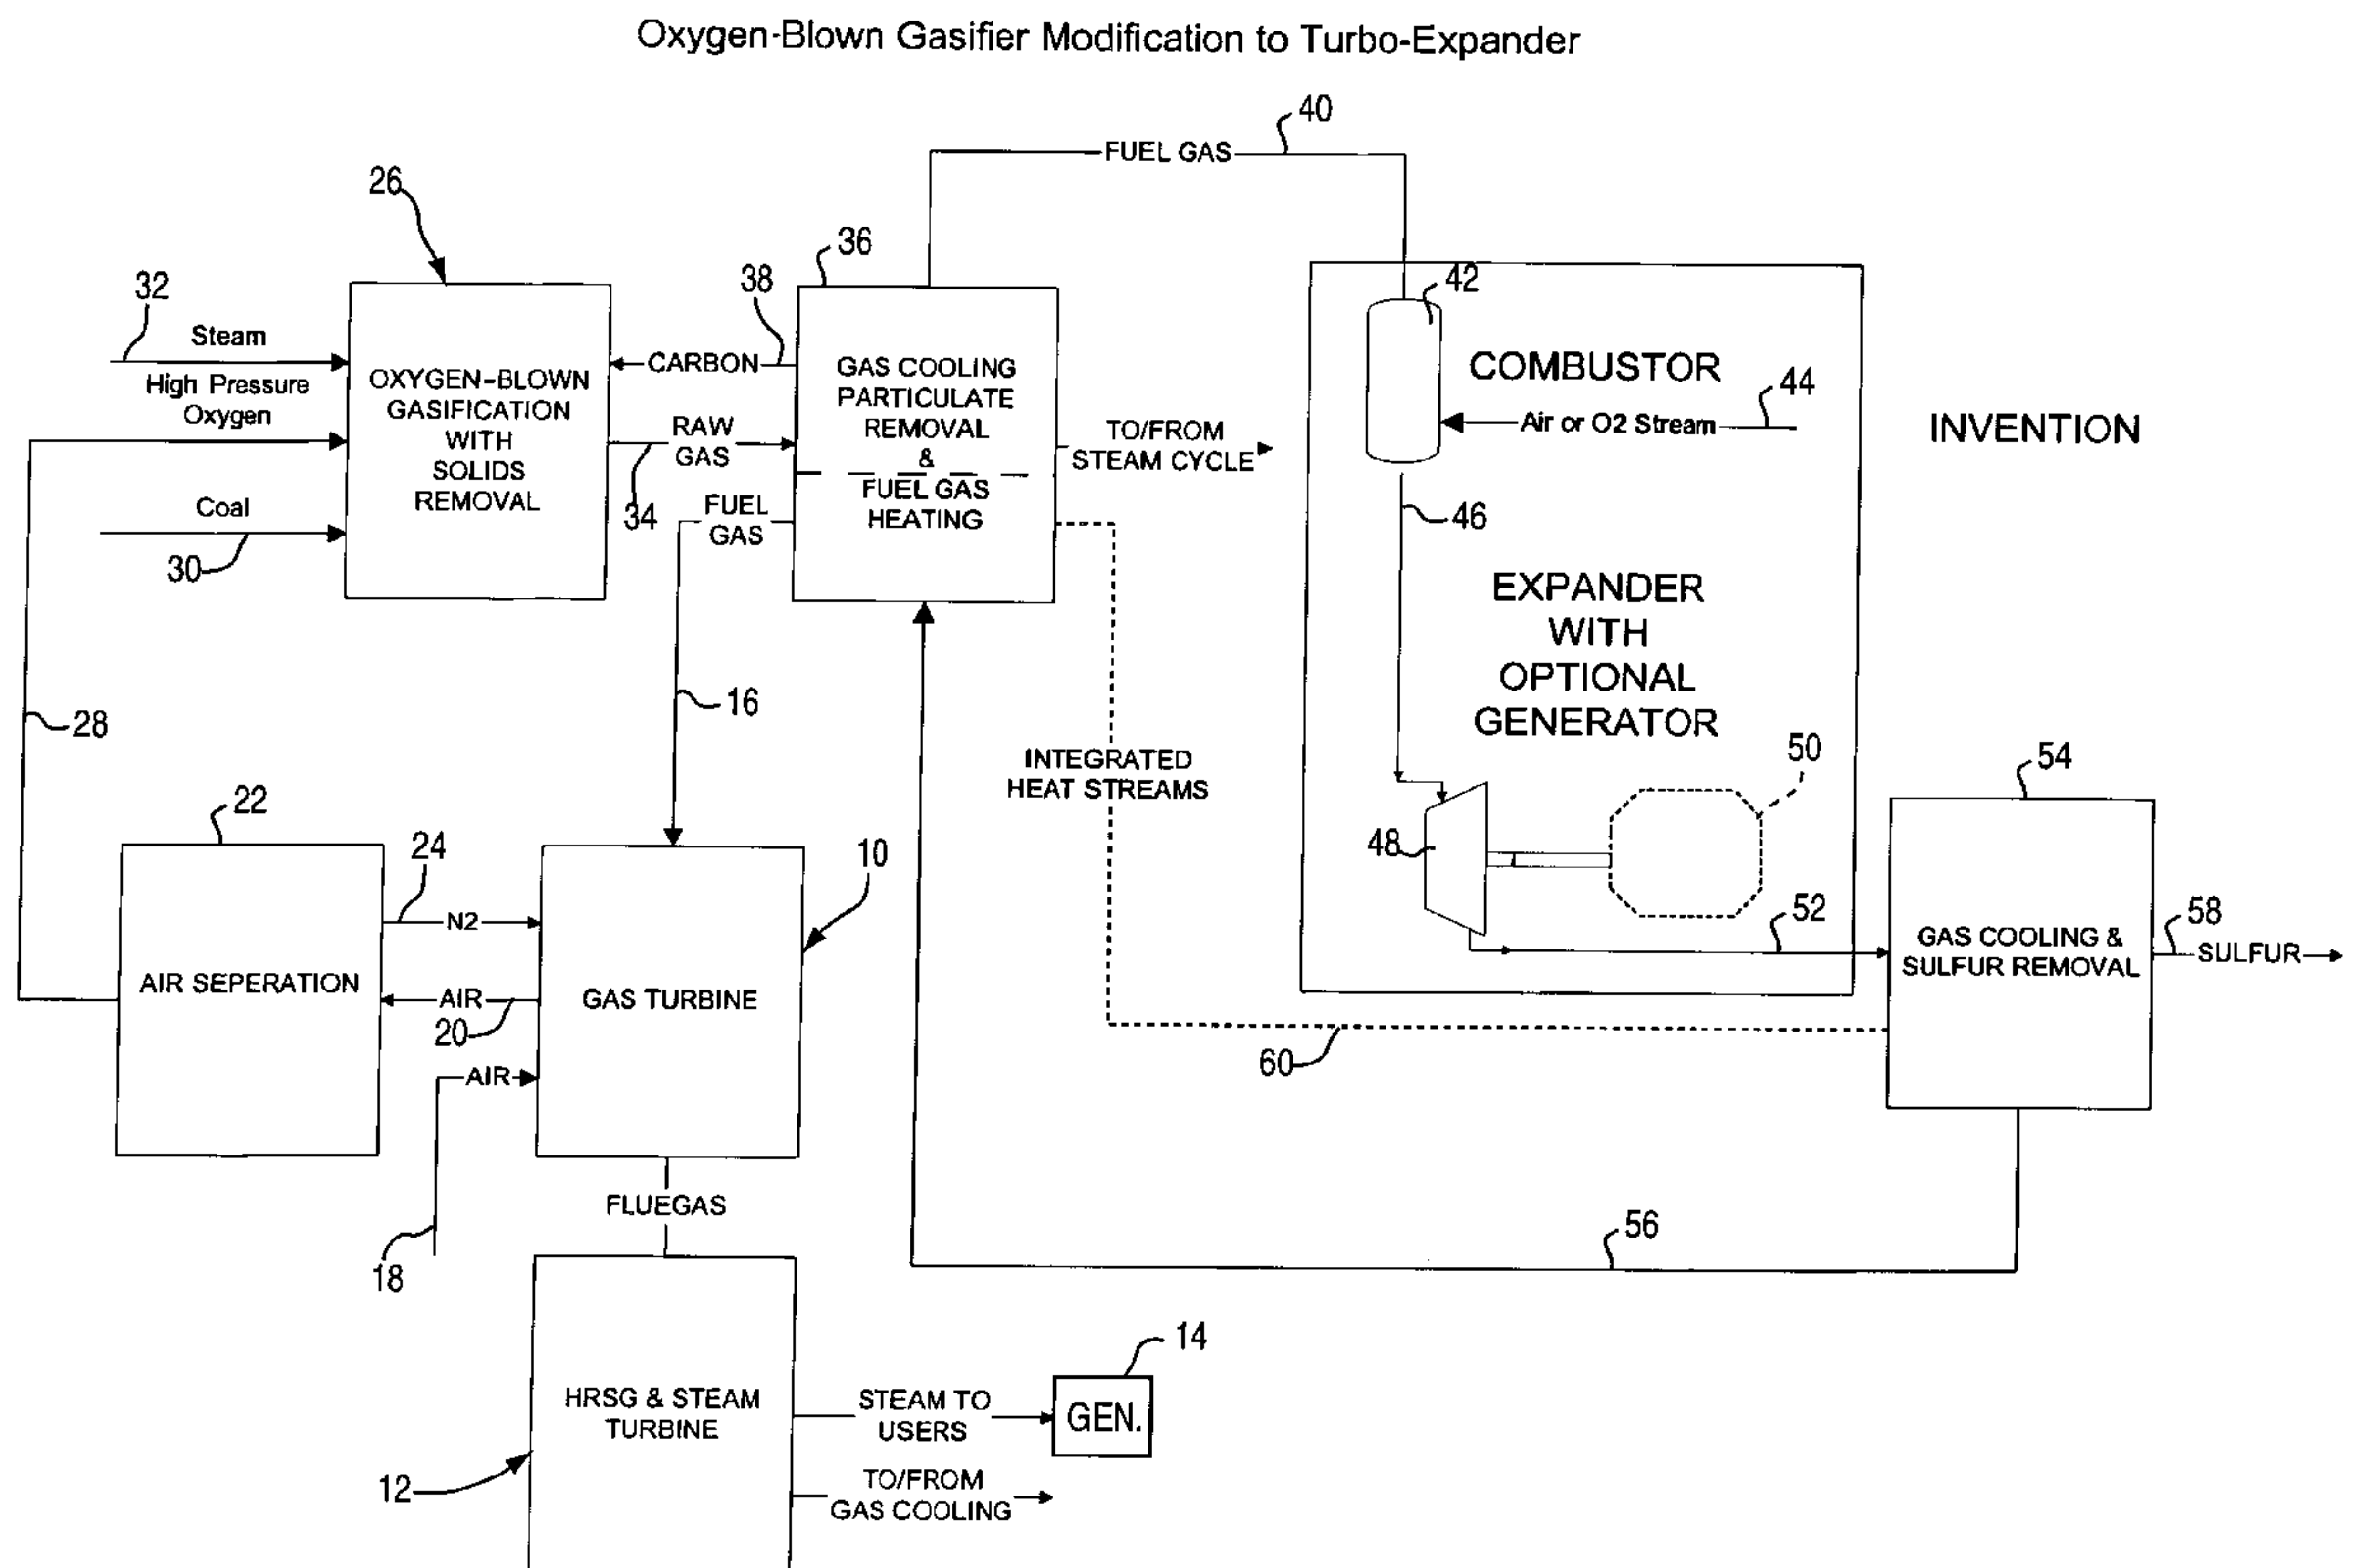 Oxygen-Blown Gasifier Modification to Turbo-Expander
40
FUEL GAS
26
36
38
32
Steam
High Pressure
Oxygen
Coal
30
OXYGEN-BLOWN
GASIFICATION
WITH
SOLIDS
REMOVAL
CARBON
RAW
GAS
34
FUEL
GAS
GAS COOLING
PARTICULATE
REMOVAL
&
FUEL GAS
HEATING
TO/FROM
STEAM CYCLE
42
COMBUSTOR
44
Air or O2 Stream
INVENTION
46
EXPANDER
WITH
OPTIONAL
GENERATOR
16
28
INTEGRATED
HEAT STREAMS
50
54
22
24
10
48
N2
52
58
AIR SEPERATION
AIR
20
GAS TURBINE
GAS COOLING &
SULFUR REMOVAL
SULFUR
60
AIR
18
FLUEGAS
56
14
HRSG & STEAM
TURBINE
STEAM TO
USERS
GEN.
12
TO/FROM
GAS COOLING